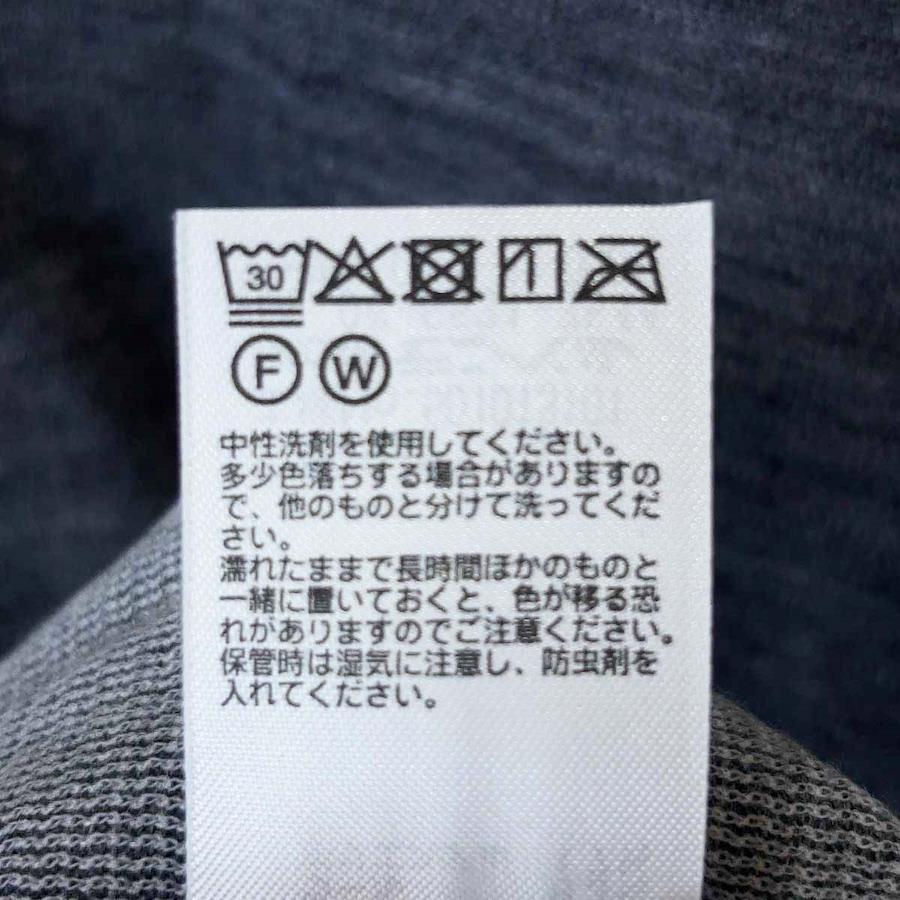 30
F W
中性洗剤を使用してください。
多少色落ちする場合がありますの
で、他のものと分けて洗ってくだ
さい。
濡れたままで長時間ほかのものと
一緒に置いておくと、色が移る恐
れがありますのでご注意ください。
保管時は湿気に注意し、防虫剤を
入れてください。